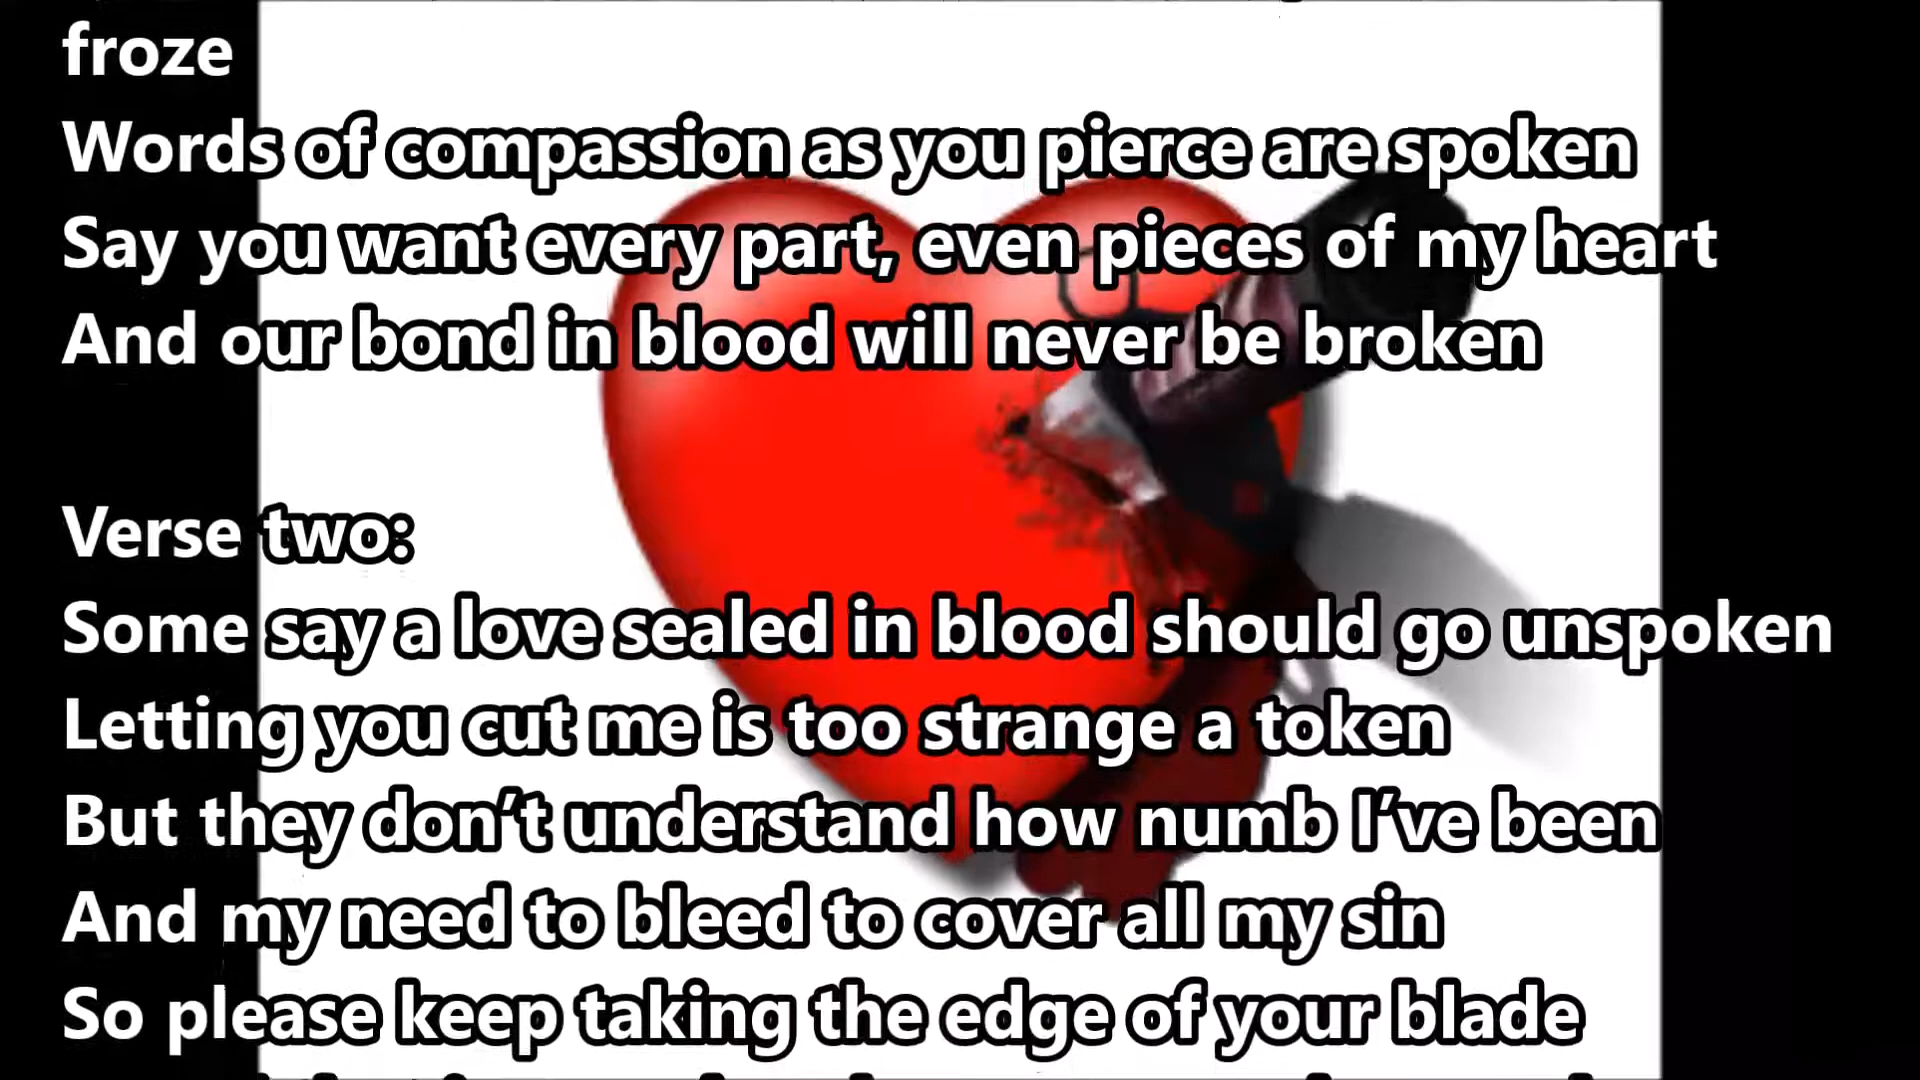 froze
Words of compassion as you pierce are spoken
Say you want every part, even pieces of my heart
And our bond in blood will never be broken
Verse two:
Some say a love sealed in blood should go unspoken
Letting you cut me is too strange a token
But they don’t understand how numb I’ve been
And my need to bleed to cover all my sin
So please keep taking the edge of your blade